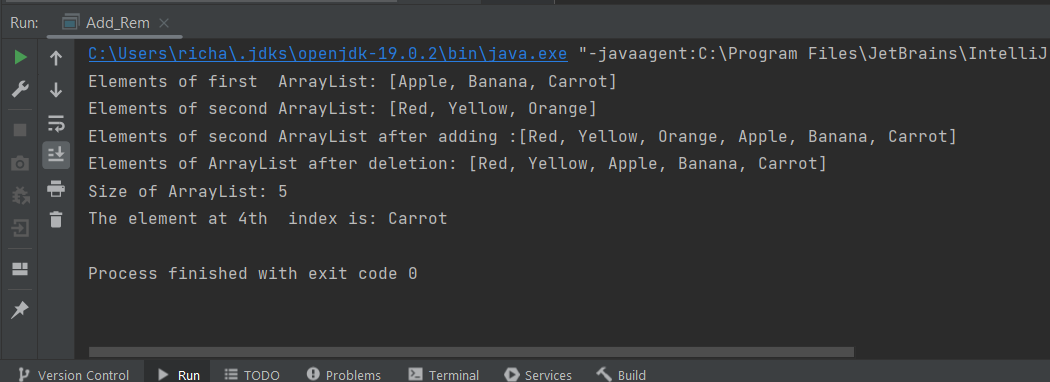 Run: Add_Rem
C:\Users\richa\.jdks\openjdk-19.0.2\bin\java.exe "-javaagent:C:\Program Files\JetBrains\IntelliJ
Elements of first  ArrayList: [Apple, Banana, Carrot]
Elements of second ArrayList: [Red, Yellow, Orange]
Elements of second ArrayList after adding :[Red, Yellow, Orange, Apple, Banana, Carrot]
Elements of ArrayList after deletion: [Red, Yellow, Apple, Banana, Carrot]
Size of ArrayList: 5
The element at 4th  index is: Carrot
Process finished with exit code 0
Version Control Run TODO Problems Terminal Services Build